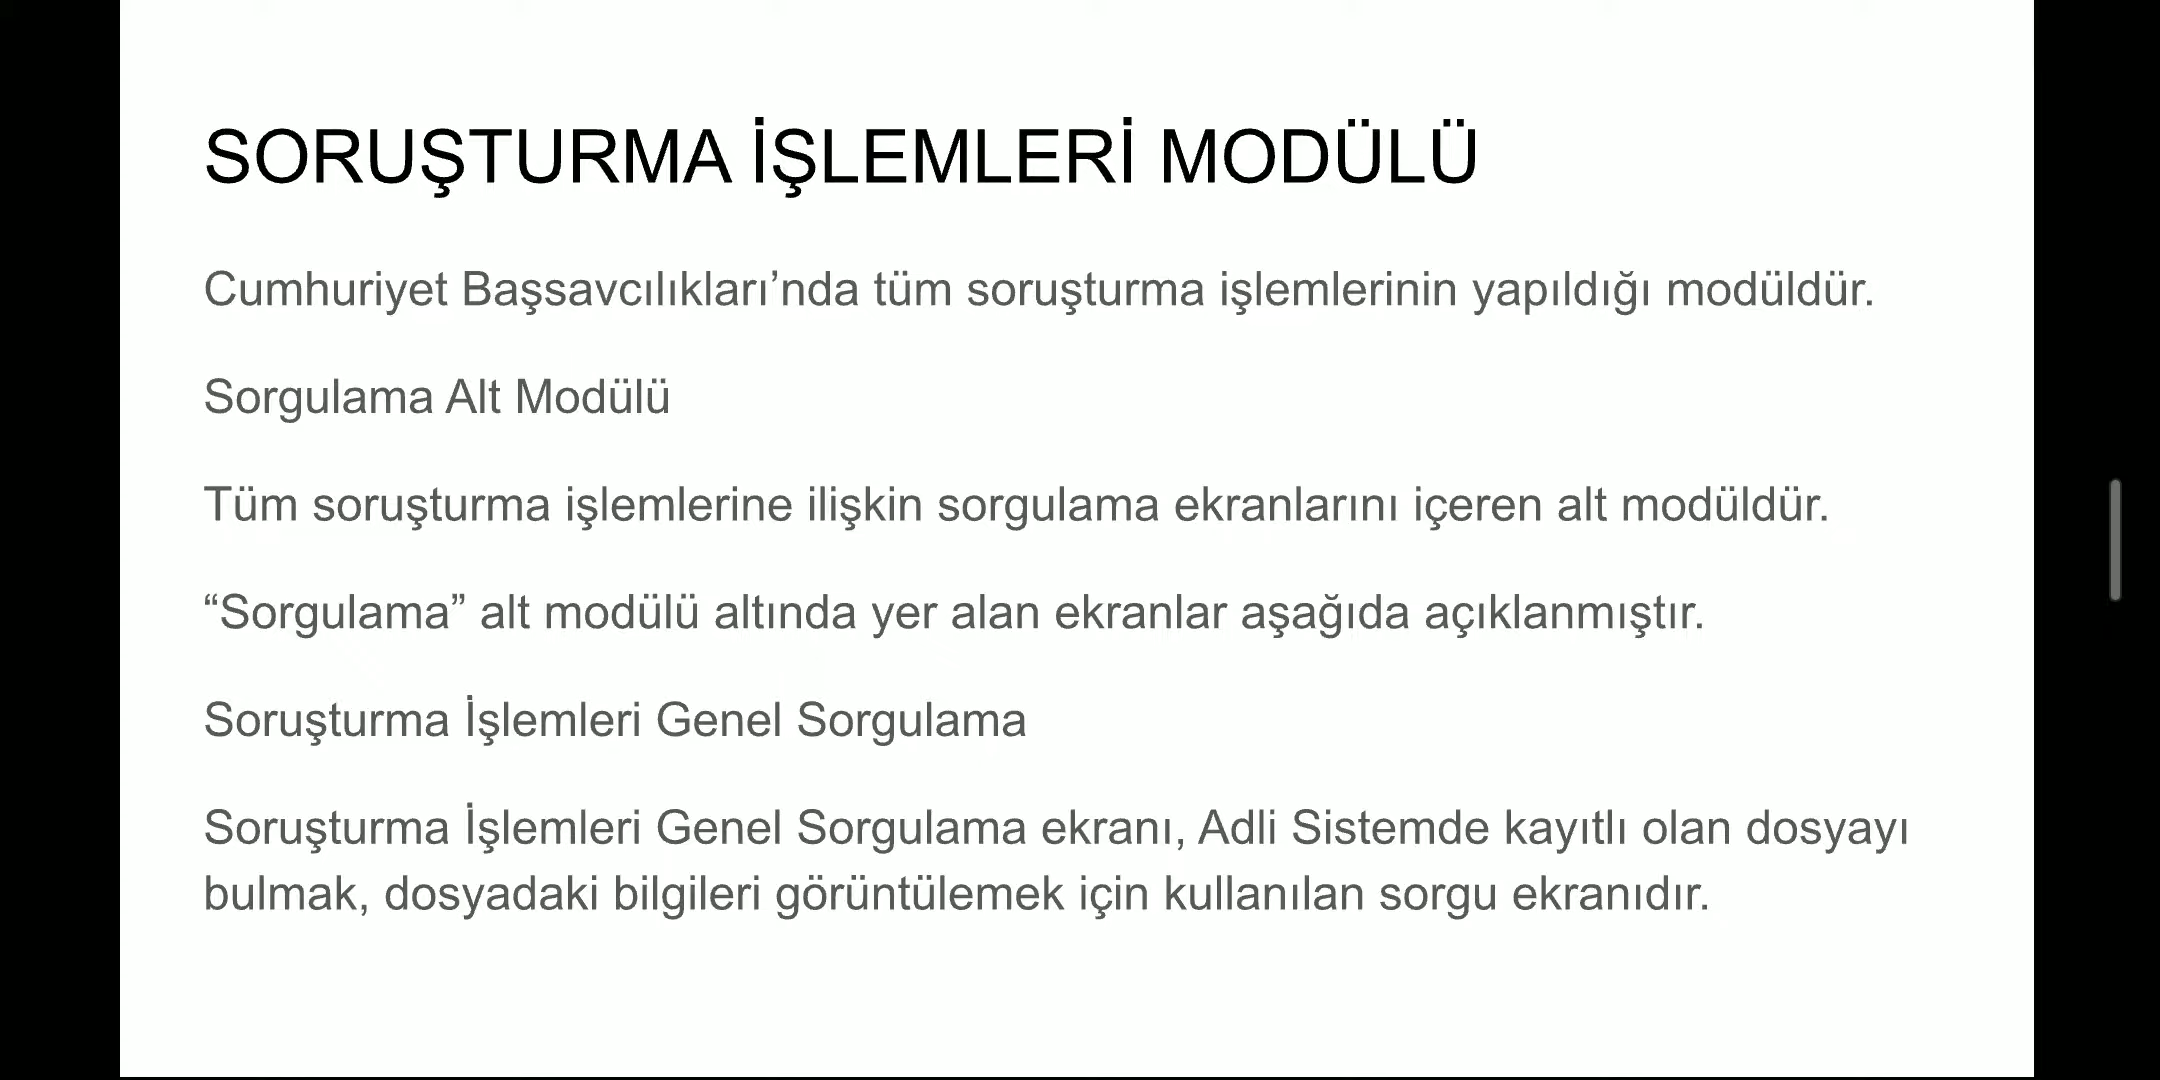 SORUŞTURMA İŞLEMLERİ MODÜLÜ
Cumhuriyet Başsavcılıkları’nda tüm soruşturma işlemlerinin yapıldığı modüldür.
Sorgulama Alt Modülü
Tüm soruşturma işlemlerine ilişkin sorgulama ekranlarını içeren alt modüldür.
“Sorgulama” alt modülü altında yer alan ekranlar aşağıda açıklanmıştır.
Soruşturma İşlemleri Genel Sorgulama
Soruşturma İşlemleri Genel Sorgulama ekranı, Adli Sistemde kayıtlı olan dosyayı
bulmak, dosyadaki bilgileri görüntülemek için kullanılan sorgu ekranıdır.